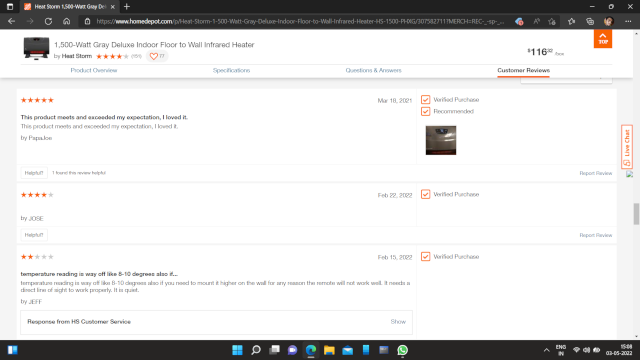 Heat Storm 1,500-Watt Gray Del
https://www.homedepot.com/p/Heat-Storm-1-500-Watt-Gray-Deluxe-Indoor-Floor-to-Wall-Infrared-Heater-HS-1500-PHXG/307582731?MERCH=REC-_-sp-_-
1,500-Watt Gray Deluxe Indoor Floor to Wall Infrared Heater
by Heat Storm
77
$116.32
TOP
Product Overview
Specifications
Questions & Answers
Customer Reviews
Mar 18, 2021
Verified Purchase
Recommended
This product meets and exceeded my expectation, I loved it.
This product meets and exceeded my expectation, I loved it.
by PapaJoe
Live Chat
Helpful?
I found this review helpful
Report Review
Feb 22, 2022
Verified Purchase
by JOSE
Helpful?
Report Review
Feb 15, 2022
Verified Purchase
temperature reading is way off like 8-10 degrees also if...
temperature reading is way off like 8-10 degrees also if you need to mount it higher on the wall for any reason the remote will not work well. It needs a
direct line of sight to work properly. It is quiet.
by JEFF
Response from HS Customer Service
Show
ENG
IN
15:08
03-05-2022